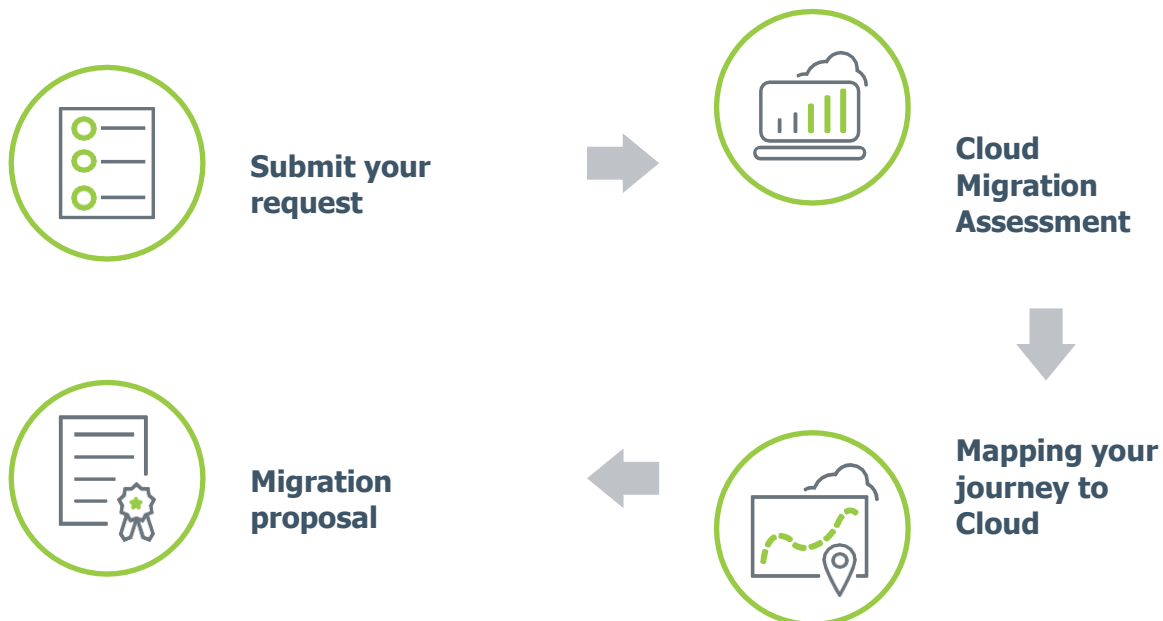 Submit your
request
Cloud
Migration
Assessment
Mapping your
journey to
Cloud
Migration
proposal